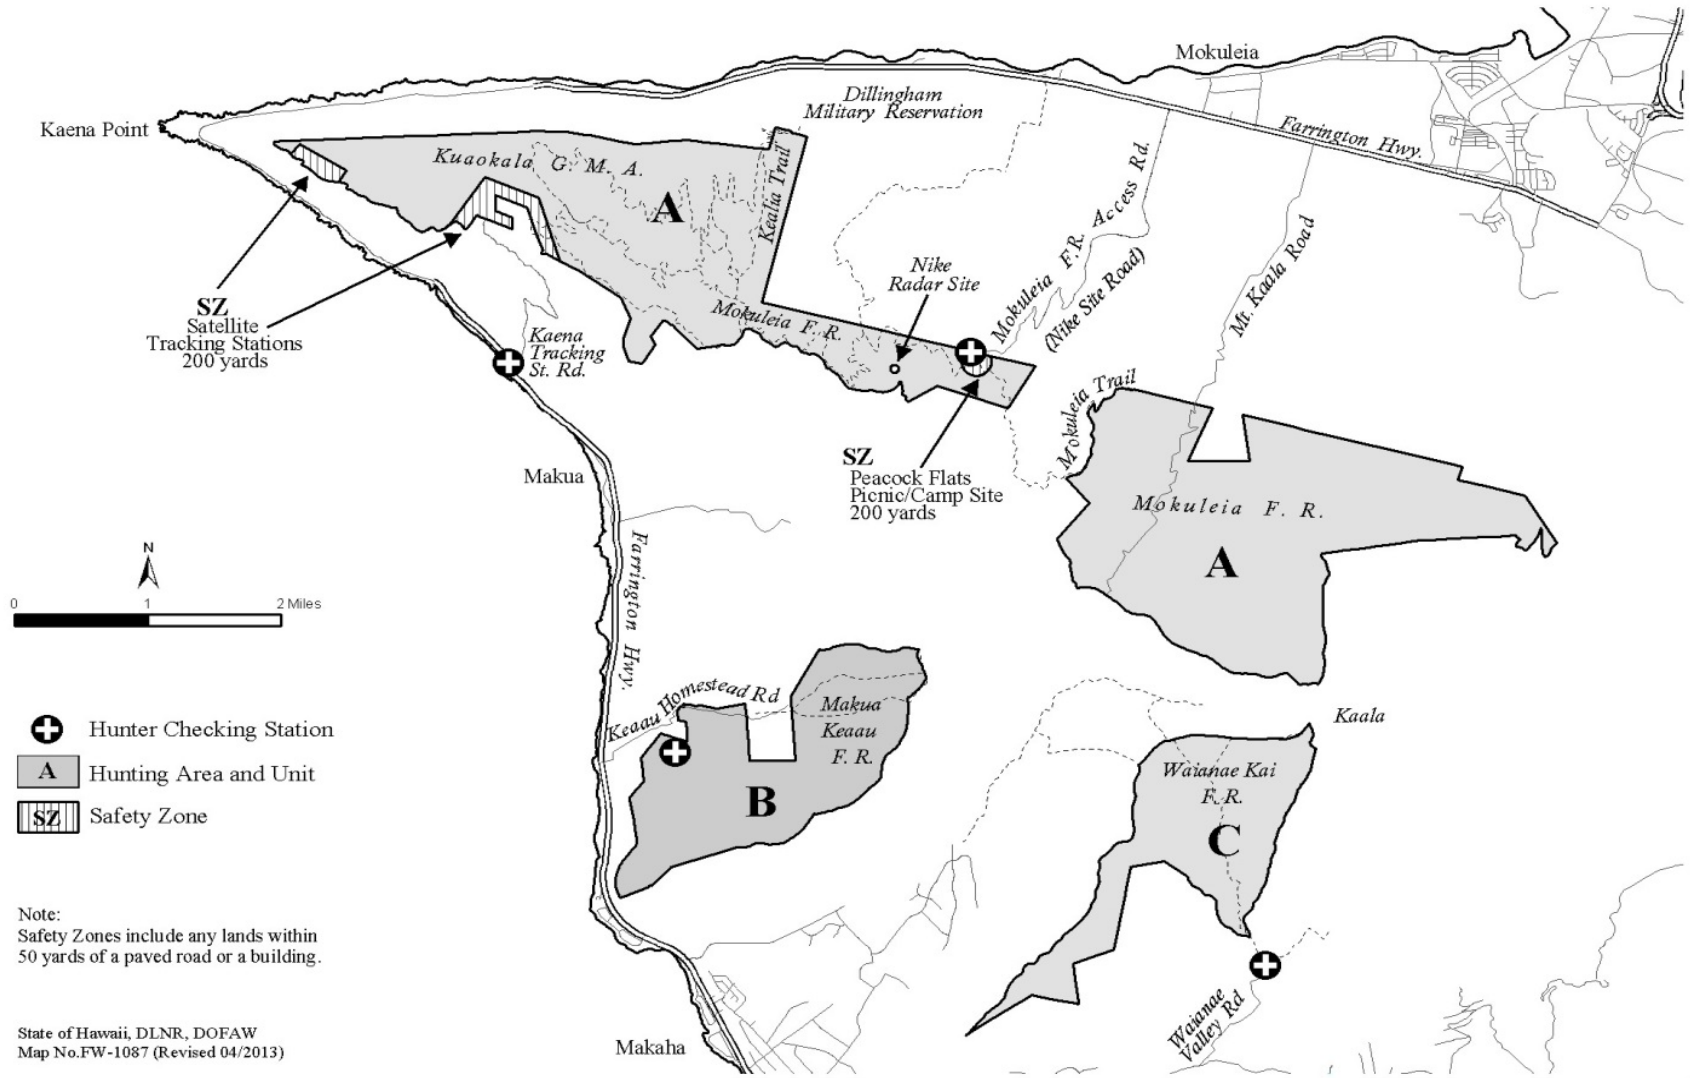 Mokuleia
Kaena Point
Dillingham
Military Reservation
Farrington Hwy.
Kuaokala G. M. A.
A
Kealia Trail
Mokuleia F.R. Access Rd.
(Nike Site Road)
Mt. Kaala Road
Nike
Radar Site
SZ
Satellite
Tracking Stations
200 yards
Mokuleia F. R.
Kaena
Tracking
St. Rd.
Mokuleia Trail
SZ
Peacock Flats
Picnic/Camp Site
200 yards
Makua
Mokuleia F. R.
A
N
0 1 2 Miles
Farrington Hwy.
Keaau Homestead Rd
Makua
Keaau
F. R.
B
Kaala
Waianae Kai
F. R.
C
Hunter Checking Station
A Hunting Area and Unit
SZ Safety Zone
Note:
Safety Zones include any lands within
50 yards of a paved road or a building.
Waianae
Valley Rd
Makaha
State of Hawaii, DLNR, DOFAW
Map No.FW-1087 (Revised 04/2013)